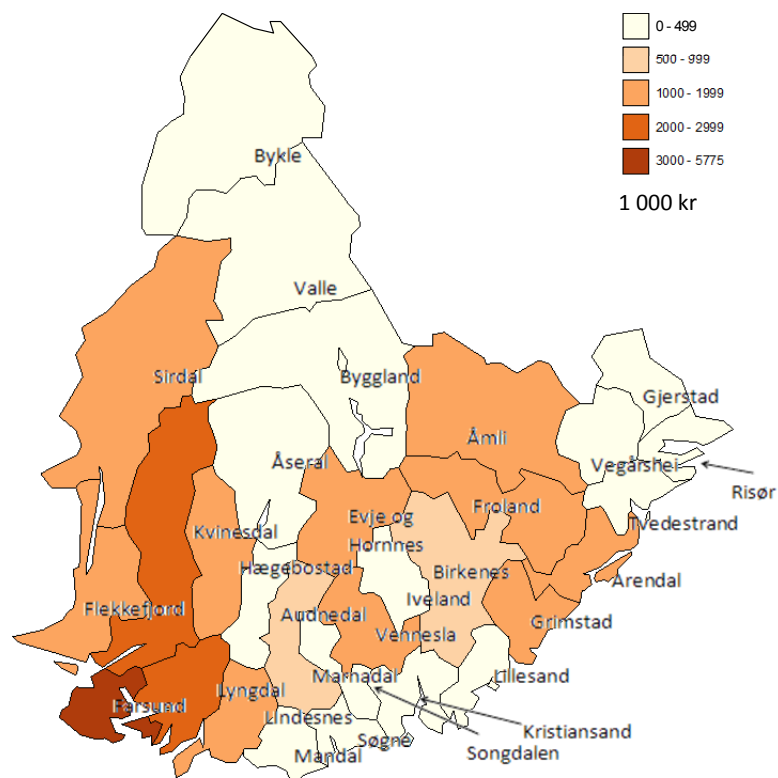 0 - 499
500 - 999
1000 - 1999
2000 - 2999
3000 - 5775
1 000 kr
Bykle
Valle
Sirdal
Byggland
Gjerstad
Åmli
Åseral
Vegårshei
Risør
Kvinesdal
Evje og
Hornnes
Froland
Tvedestrand
Hægebostad
Birkenes
Arendal
Flekkefjord
Audnedal
Iveland
Grimstad
Vennesla
Farsund
Lyngdal
Marnadal
Lillesand
Lindesnes
Kristiansand
Mandal
Søgne
Songdalen